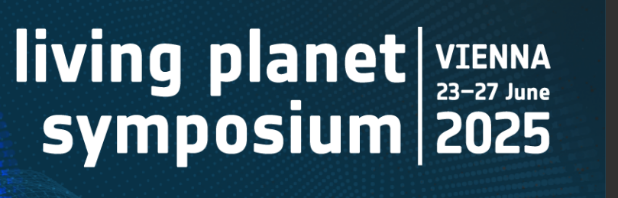 living planet
symposium
VIENNA
23–27 June
2025